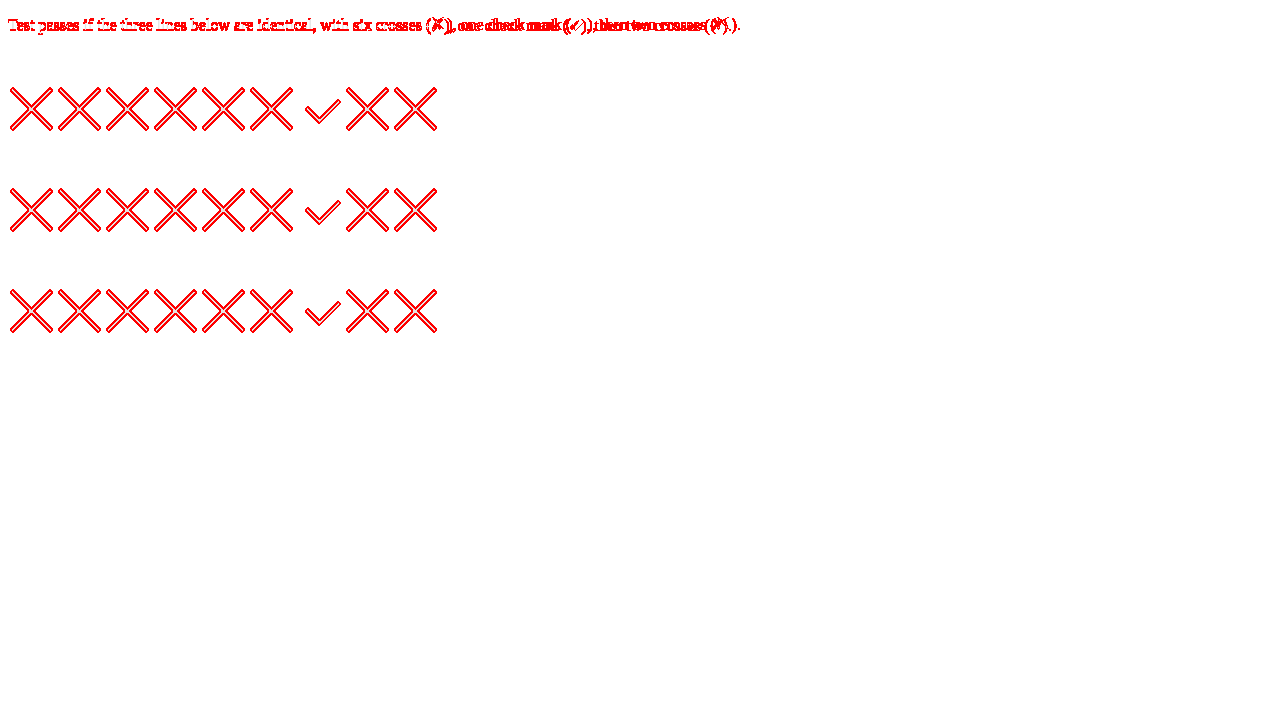 Test passes if the three lines below are identical, with six crosses (✗), one check mark (✓), then two crosses (✗).
✗✗✗✗✗✗✓✗✗
✗✗✗✗✗✗✓✗✗
✗✗✗✗✗✗✓✗✗